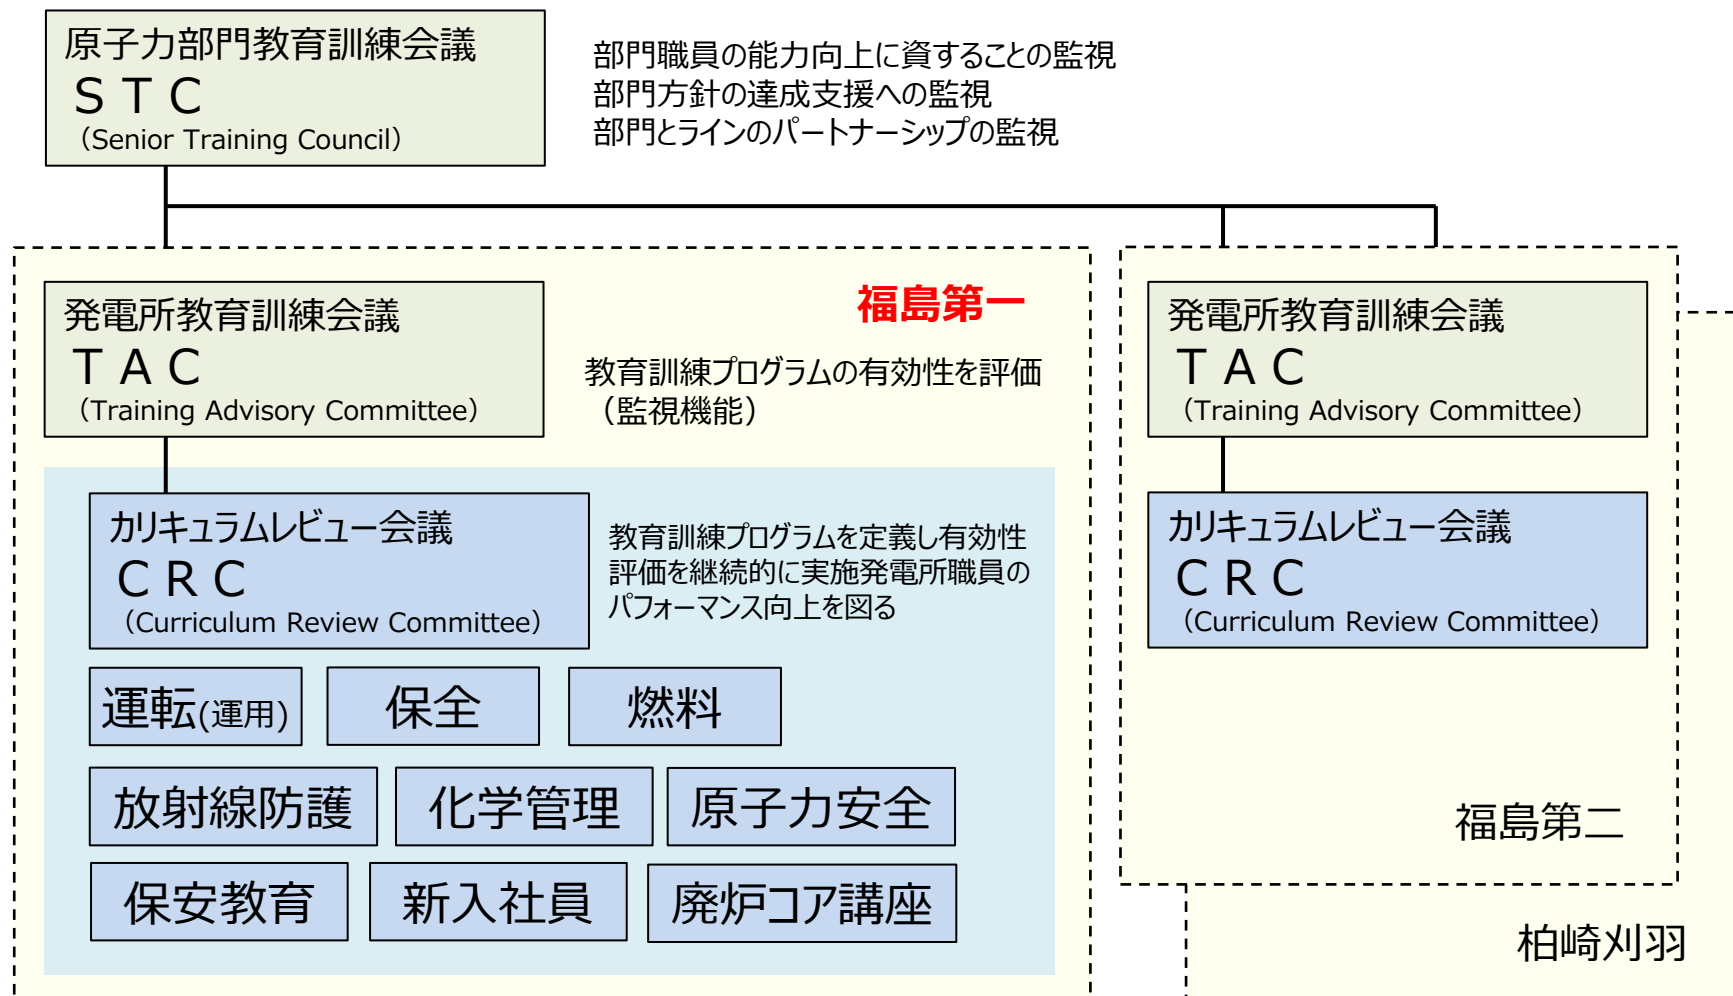 原子力部門教育訓練会議
ＳＴＣ
（Senior Training Council）
部門職員の能力向上に資することの監視
部門方針の達成支援への監視
部門とラインのパートナーシップの監視
福島第一
発電所教育訓練会議
ＴＡＣ
（Training Advisory Committee）
教育訓練プログラムの有効性を評価
（監視機能）
カリキュラムレビュー会議
ＣＲＣ
（Curriculum Review Committee）
教育訓練プログラムを定義し有効性
評価を継続的に実施発電所職員の
パフォーマンス向上を図る
運転(運用)
保全
燃料
放射線防護
化学管理
原子力安全
保安教育
新入社員
廃炉コア講座
発電所教育訓練会議
ＴＡＣ
（Training Advisory Committee）
カリキュラムレビュー会議
ＣＲＣ
（Curriculum Review Committee）
福島第二
柏崎刈羽